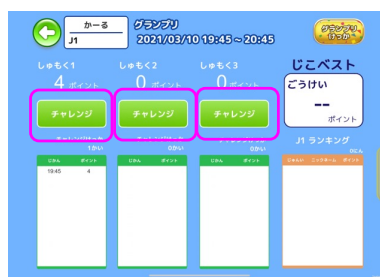 かーる
J1
グランプリ
2021/03/10 19:45 ~ 20:45
グランプリ
けっか
しゅもく1
4 ポイント
チャレンジ
1かい
じかん ポイント
19:45 4
しゅもく2
0 ポイント
チャレンジ
0かい
じかん ポイント
しゅもく3
0 ポイント
チャレンジ
0かい
じかん ポイント
じこベスト
ごうけい
--
ポイント
J1 ランキング
じゅんい ニックネーム ポイント